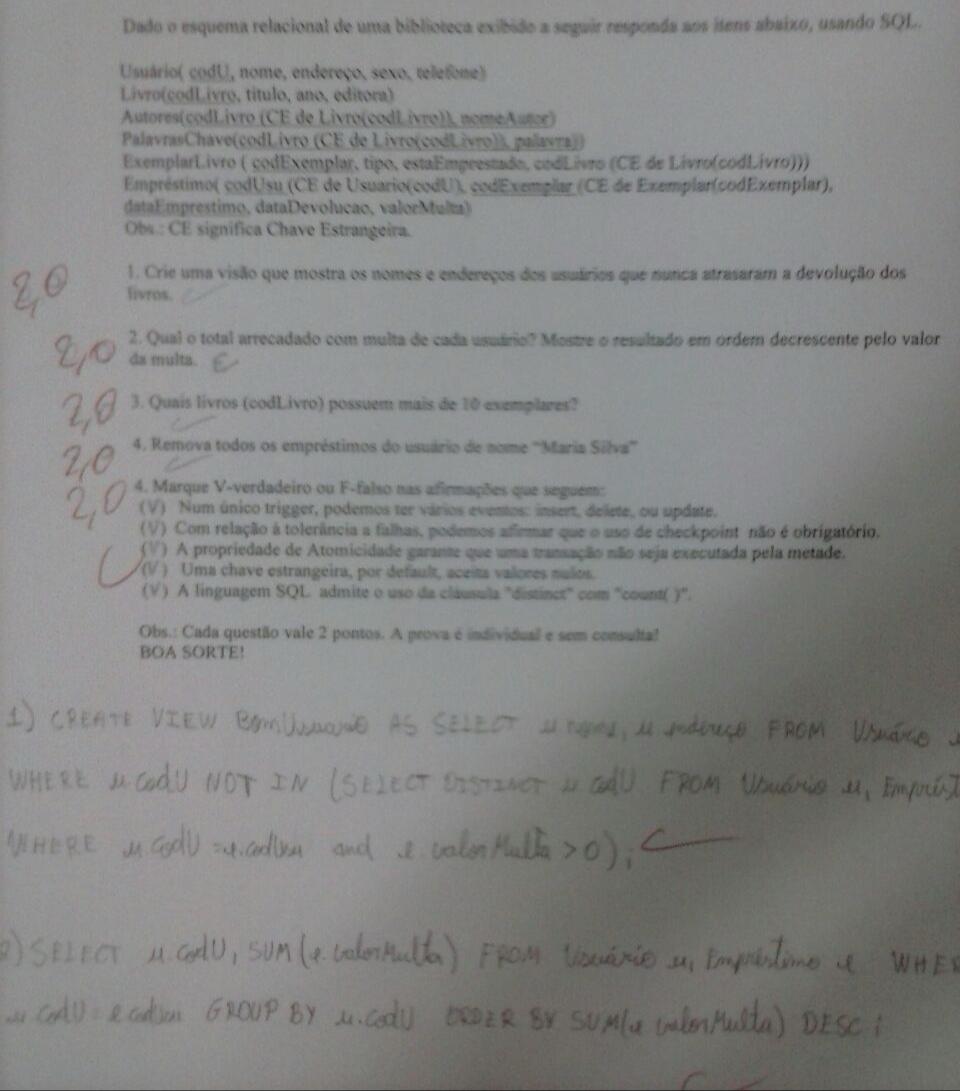 Dado o esquema relacional de uma biblioteca exibido a seguir responda aos itens abaixo, usando SQL.
Usuário( codU, nome, endereço, sexo, telefone)
Livro(codLivro, titulo, ano, editora)
Autores(codLivro (CE de Livro(codLivro)), nomeAutor)
PalavrasChave(codLivro (CE de Livro(codLivro)), palavra))
ExemplarLivro ( codExemplar, tipo, estaEmprestado, codLivro (CE de Livro(codLivro)))
Empréstimo( codUsu (CE de Usuario(codU), codExemplar (CE de Exemplar(codExemplar),
dataEmprestimo, dataDevolucao, valorMulta)
Obs.: CE significa Chave Estrangeira.
2,0 1. Crie uma visão que mostra os nomes e endereços dos usuários que nunca atrasaram a devolução dos
livros.
2,0 2. Qual o total arrecadado com multa de cada usuário? Mostre o resultado em ordem decrescente pelo valor
da multa.
2,0 3. Quais livros (codLivro) possuem mais de 10 exemplares?
2,0 4. Remova todos os empréstimos do usuário de nome "Maria Silva"
2,0 4. Marque V-verdadeiro ou F-falso nas afirmações que seguem:
(V) Num único trigger, podemos ter vários eventos: insert, delete, ou update.
(V) Com relação à tolerância a falhas, podemos afirmar que o uso de checkpoint não é obrigatório.
(V) A propriedade de Atomicidade garante que uma transação não seja executada pela metade.
(V) Uma chave estrangeira, por default, aceita valores nulos.
(V) A linguagem SQL admite o uso da cláusula "distinct" com "count( )".
Obs.: Cada questão vale 2 pontos. A prova é individual e sem consulta!
BOA SORTE!
1) CREATE VIEW BomUsuario AS SELECT u.nome, u.endereço FROM Usuário u
WHERE u.codU NOT IN (SELECT DISTINCT u.codU FROM Usuário u, Emprést
WHERE u.codU = e.codUsu and e.valorMulta > 0);
2) SELECT u.codU, SUM(e.valorMulta) FROM Usuário u, Empréstimo e WHE
u.codU = e.codUsu GROUP BY u.codU ORDER BY SUM(e.valorMulta) DESC;